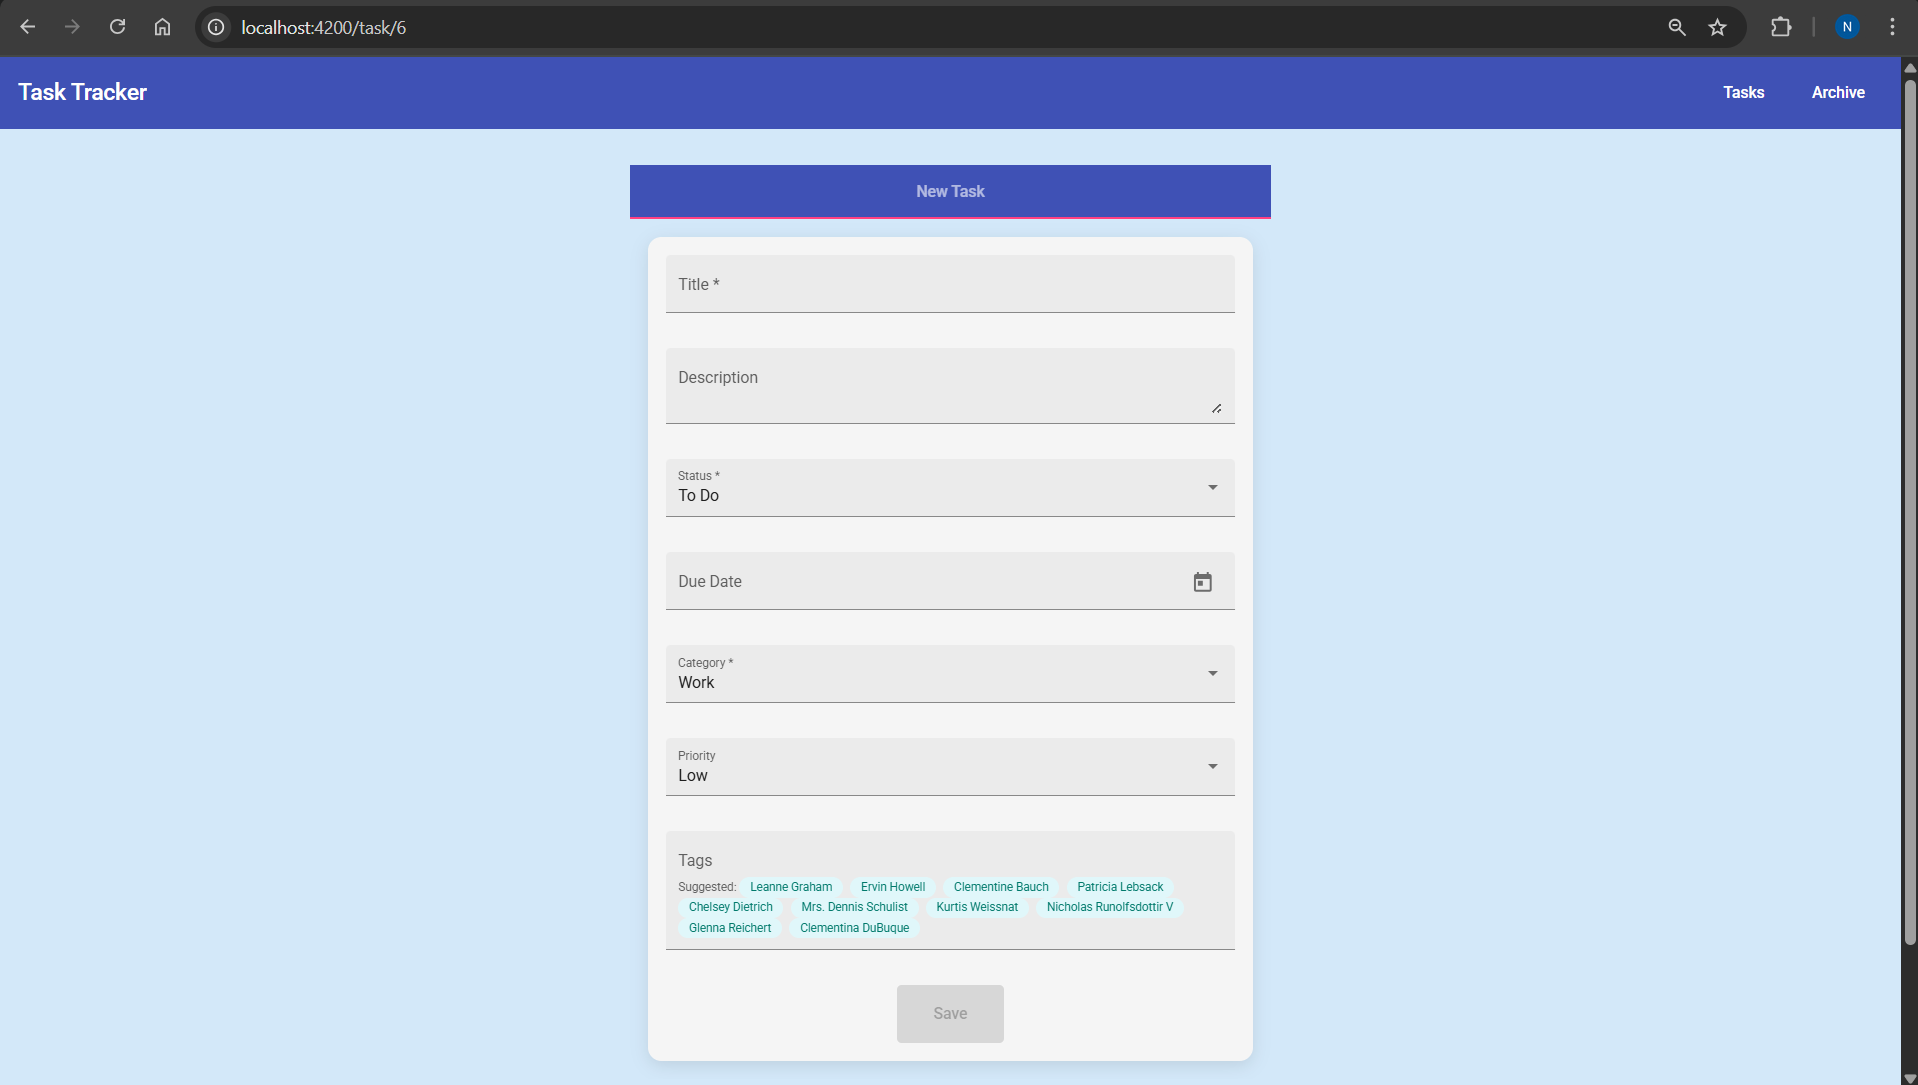 localhost:4200/task/6
N
Task Tracker
Tasks Archive
New Task
Title *
Description
Status *
To Do
Due Date
Category *
Work
Priority
Low
Tags
Suggested: Leanne Graham Ervin Howell Clementine Bauch Patricia Lebsack
Chelsey Dietrich Mrs. Dennis Schulist Kurtis Weissnat Nicholas Runolfsdottir V
Glenna Reichert Clementina DuBuque
Save